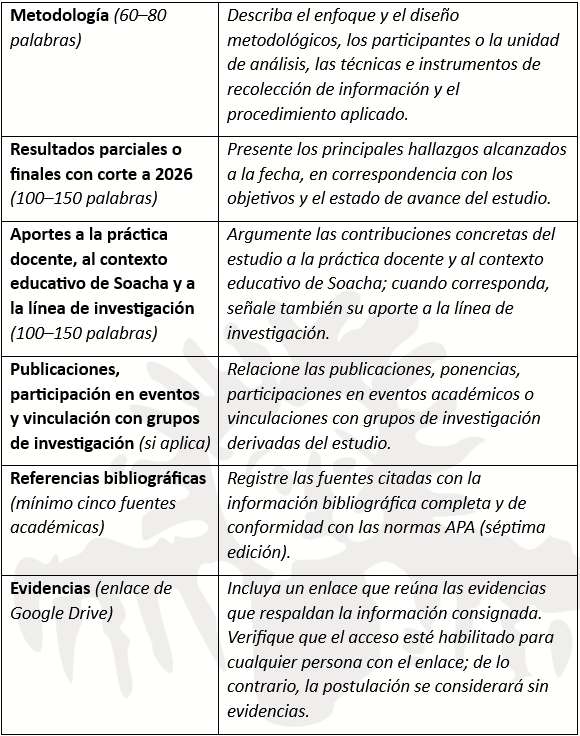 Metodología (60–80
palabras)
Describa el enfoque y el diseño
metodológicos, los participantes o la unidad
de análisis, las técnicas e instrumentos de
recolección de información y el
procedimiento aplicado.
Resultados parciales o
finales con corte a 2026
(100–150 palabras)
Presente los principales hallazgos alcanzados
a la fecha, en correspondencia con los
objetivos y el estado de avance del estudio.
Aportes a la práctica
docente, al contexto
educativo de Soacha y a
la línea de investigación
(100–150 palabras)
Argumente las contribuciones concretas del
estudio a la práctica docente y al contexto
educativo de Soacha; cuando corresponda,
señale también su aporte a la línea de
investigación.
Publicaciones,
participación en eventos
y vinculación con grupos
de investigación (si aplica)
Relacione las publicaciones, ponencias,
participaciones en eventos académicos o
vinculaciones con grupos de investigación
derivadas del estudio.
Referencias bibliográficas
(mínimo cinco fuentes
académicas)
Registre las fuentes citadas con la
información bibliográfica completa y de
conformidad con las normas APA (séptima
edición).
Evidencias (enlace de
Google Drive)
Incluya un enlace que reúna las evidencias
que respaldan la información consignada.
Verifique que el acceso esté habilitado para
cualquier persona con el enlace; de lo
contrario, la postulación se considerará sin
evidencias.